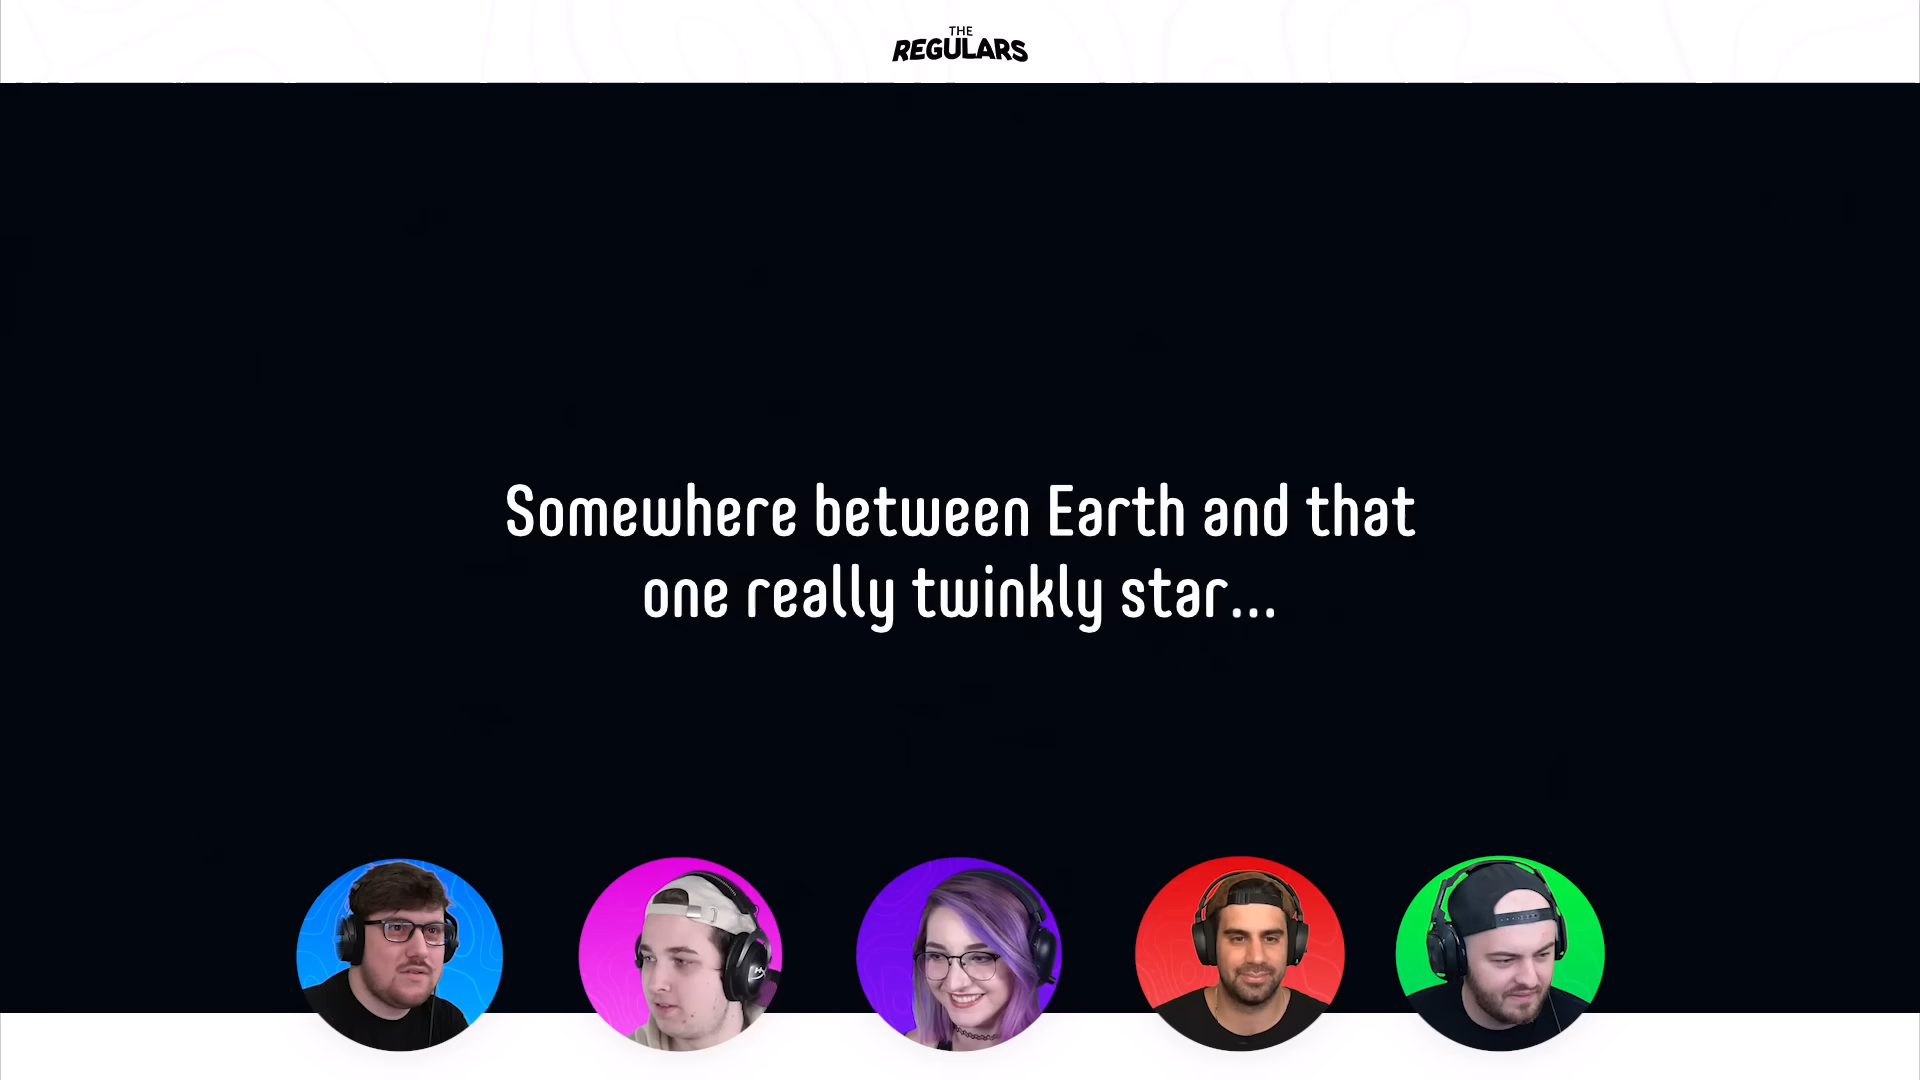 THE
REGULARS
Somewhere between Earth and that
one really twinkly star...